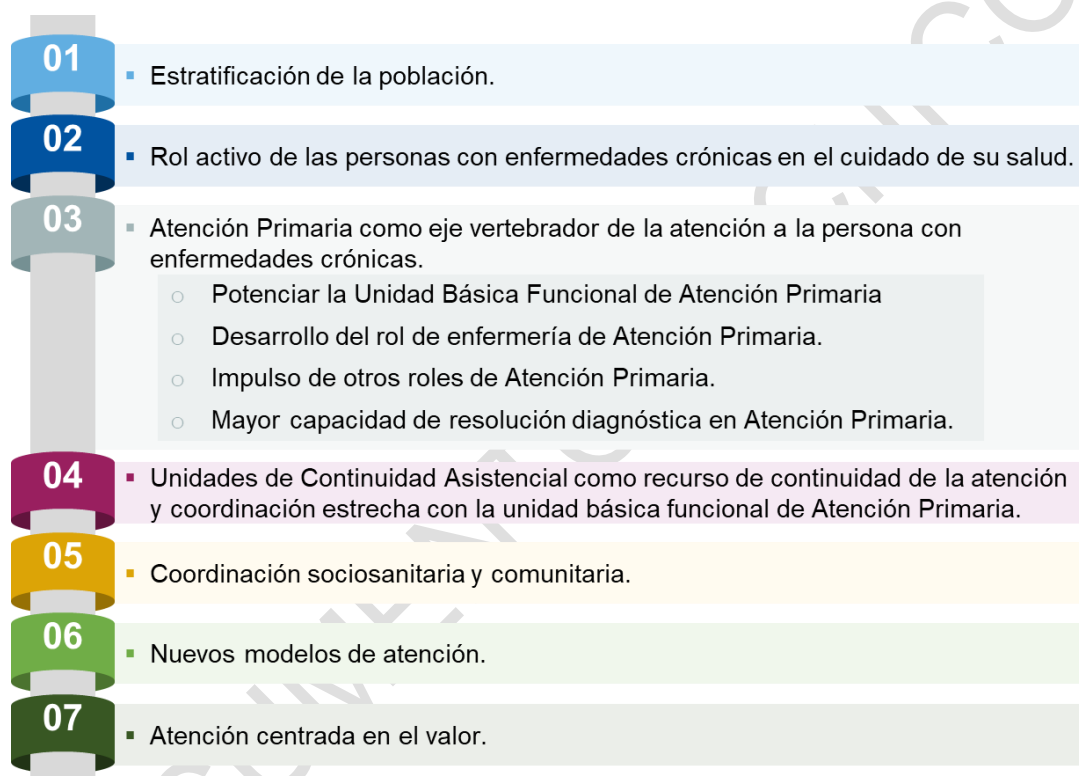 01
▪ Estratificación de la población.
02
▪ Rol activo de las personas con enfermedades crónicas en el cuidado de su salud.
03
▪ Atención Primaria como eje vertebrador de la atención a la persona con
enfermedades crónicas.
○ Potenciar la Unidad Básica Funcional de Atención Primaria
○ Desarrollo del rol de enfermería de Atención Primaria.
○ Impulso de otros roles de Atención Primaria.
○ Mayor capacidad de resolución diagnóstica en Atención Primaria.
04
▪ Unidades de Continuidad Asistencial como recurso de continuidad de la atención
y coordinación estrecha con la unidad básica funcional de Atención Primaria.
05
▪ Coordinación sociosanitaria y comunitaria.
06
▪ Nuevos modelos de atención.
07
▪ Atención centrada en el valor.